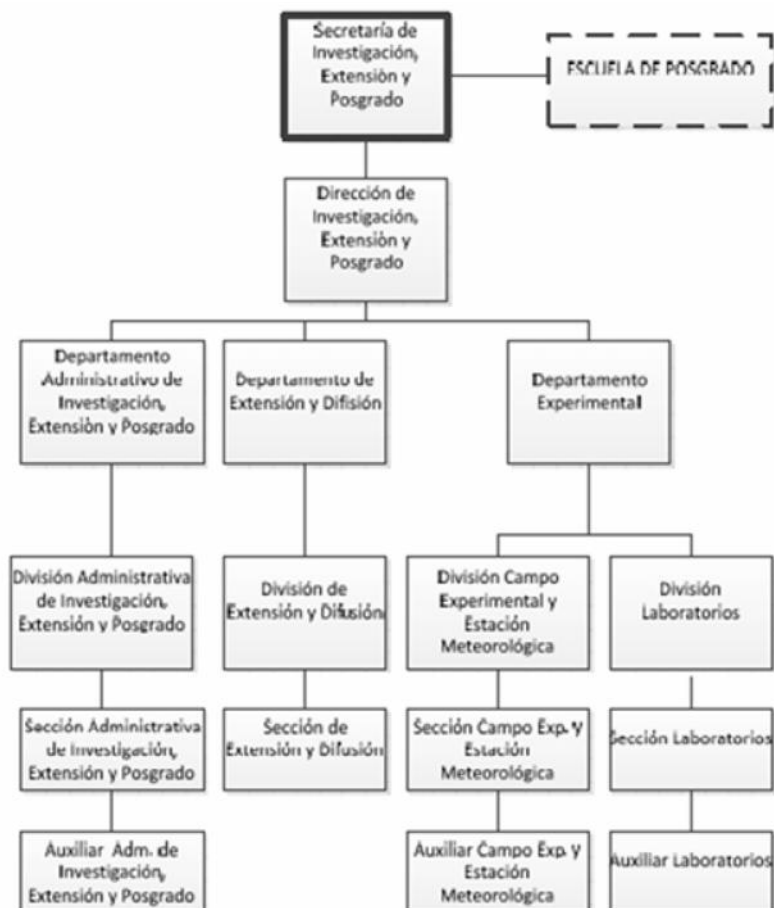 Secretaría de
Investigación,
Extensión y
Posgrado
ESCUELA DE POSGRADO
Dirección de
Investigación,
Extensión y
Posgrado
Departamento
Administrativo de
Investigación,
Extensión y Posgrado
Departamento de
Extensión y Difisión
Departamento
Experimental
División Administrativa
de Investigación,
Extensión y Posgrado
División de
Extensión y Difusión
División Campo
Experimental y
Estación
Meteorológica
División
Laboratorios
Sección Administrativa
de Investigación,
Extensión y Posgrado
Sección de
Extensión y Difusión
Sección Campo Exp. y
Estación
Meteorológica
Sección Laboratorios
Auxiliar Adm. de
Investigación,
Extensión y Posgrado
Auxiliar Campo Exp. y
Estación
Meteorológica
Auxiliar Laboratorios